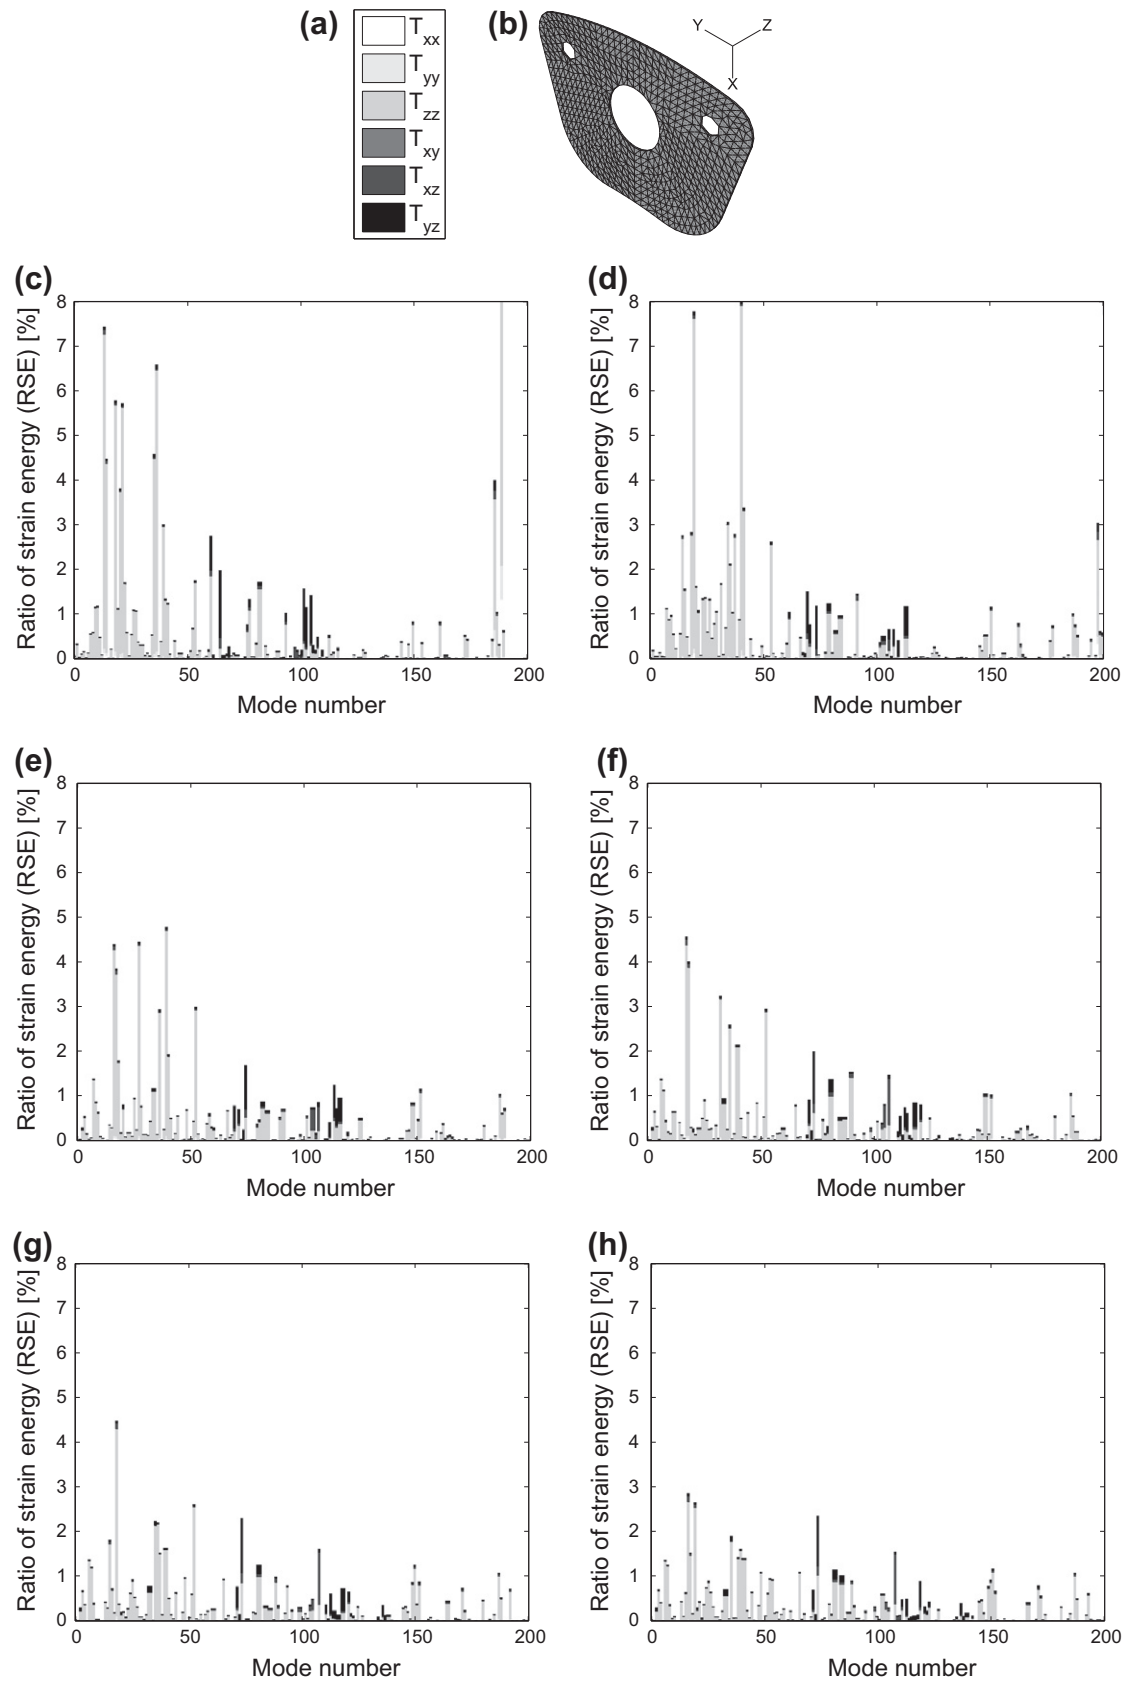 (a)
T_xx
T_yy
T_zz
T_xy
T_xz
T_yz
(b)
Y Z
X
(c)
Ratio of strain energy (RSE) [%]
8
7
6
5
4
3
2
1
0
0 50 100 150 200
Mode number
(d)
Ratio of strain energy (RSE) [%]
8
7
6
5
4
3
2
1
0
0 50 100 150 200
Mode number
(e)
Ratio of strain energy (RSE) [%]
8
7
6
5
4
3
2
1
0
0 50 100 150 200
Mode number
(f)
Ratio of strain energy (RSE) [%]
8
7
6
5
4
3
2
1
0
0 50 100 150 200
Mode number
(g)
Ratio of strain energy (RSE) [%]
8
7
6
5
4
3
2
1
0
0 50 100 150 200
Mode number
(h)
Ratio of strain energy (RSE) [%]
8
7
6
5
4
3
2
1
0
0 50 100 150 200
Mode number